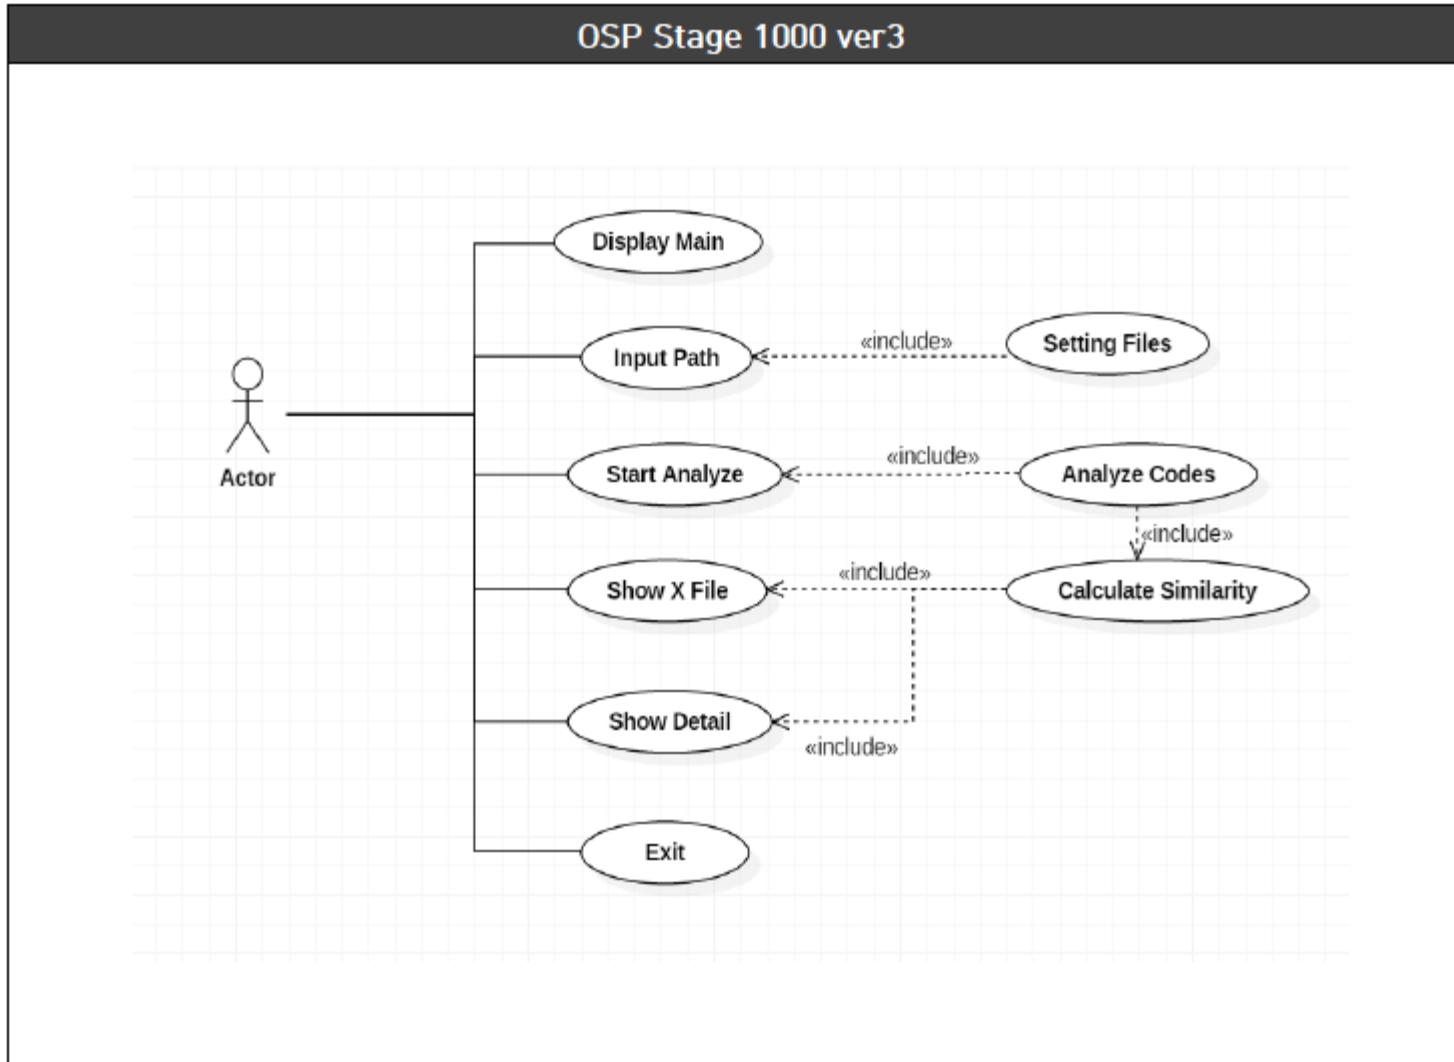 OSP Stage 1000 ver3
Display Main
Input Path
«include»
Setting Files
Actor
Start Analyze
«include»
Analyze Codes
«include»
Show X File
«include»
Calculate Similarity
Show Detail
«include»
Exit